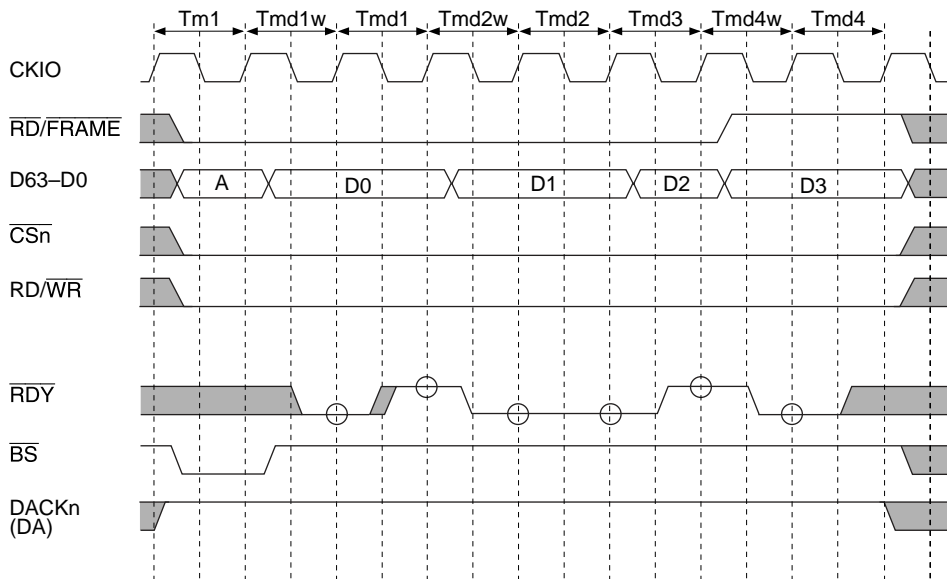 Tm1 Tmd1w Tmd1 Tmd2w Tmd2 Tmd3 Tmd4w Tmd4
CKIO
RD/FRAME
D63–D0 A D0 D1 D2 D3
CSn
RD/WR
RDY
BS
DACKn
(DA)